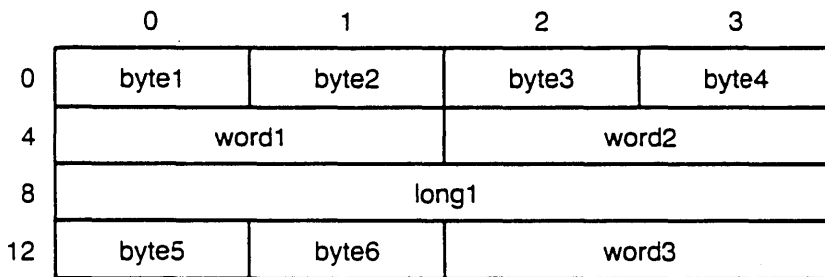 0 1 2 3
0 byte1 byte2 byte3 byte4
4 word1 word2
8 long1
12 byte5 byte6 word3